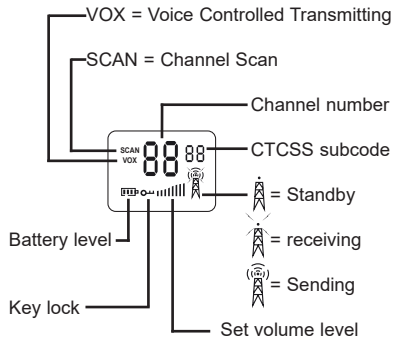 VOX = Voice Controlled Transmitting
SCAN = Channel Scan
Channel number
SCAN
VOX
88
88
CTCSS subcode
= Standby
= receiving
= Sending
Battery level
Key lock
Set volume level